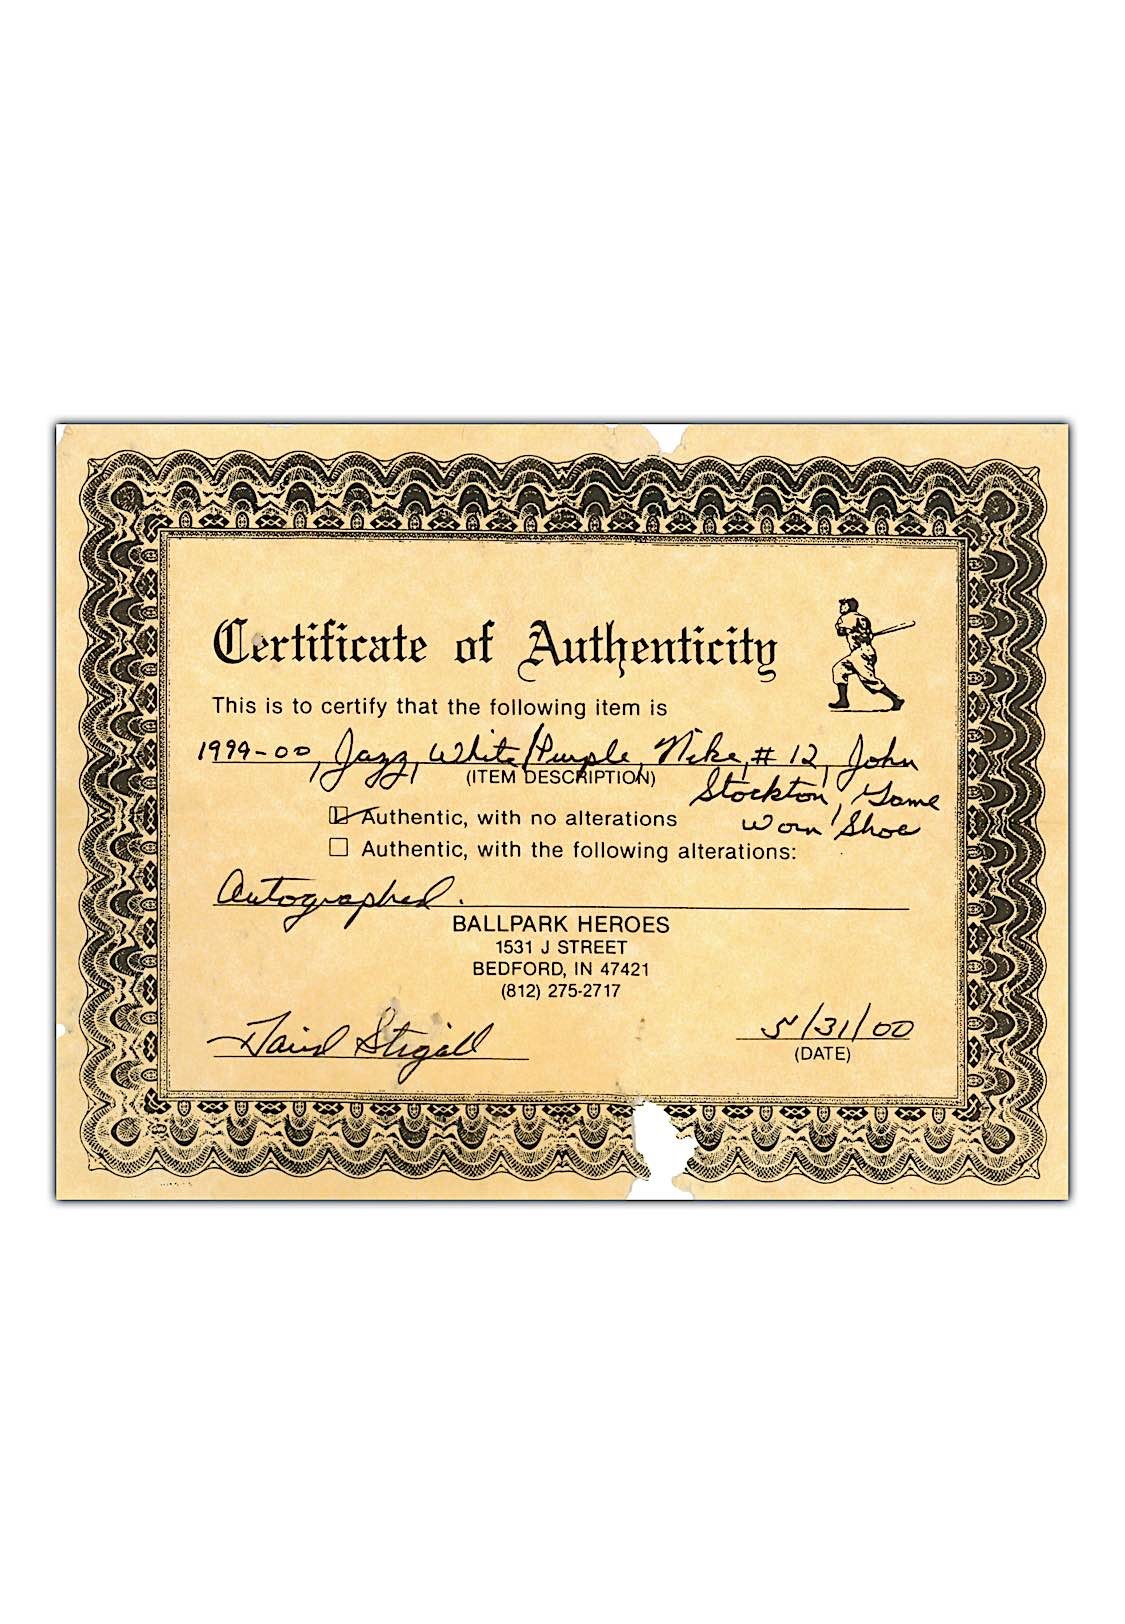 Certificate of Authenticity
This is to certify that the following item is
1999-00, Jazz, White/Purple, Nike, #12, John
(ITEM DESCRIPTION)
Stockton, Game
Authentic, with no alterations
Worn Shoe
Authentic, with the following alterations:
Autographed.
BALLPARK HEROES
1531 J STREET
BEDFORD, IN 47421
(812) 275-2717
David Stigall
5/31/00
(DATE)